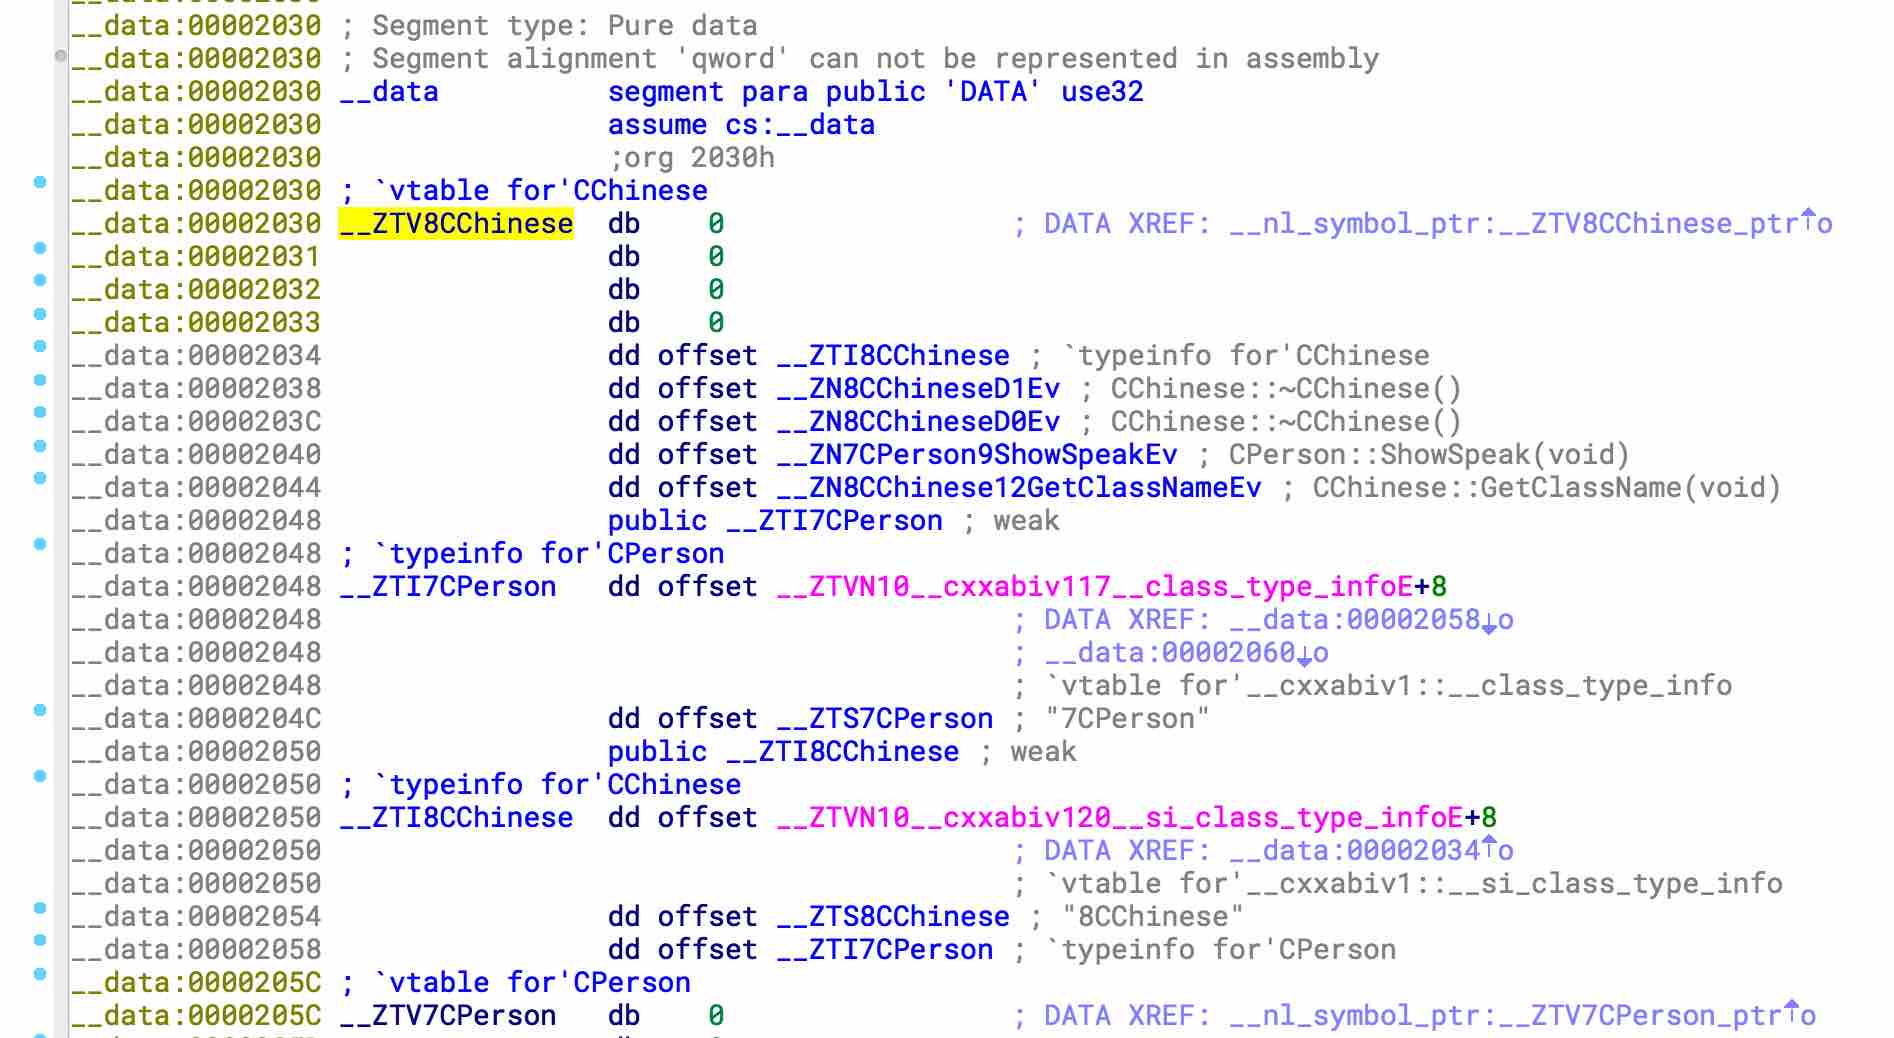 __data:00002030 ; Segment type: Pure data
__data:00002030 ; Segment alignment 'qword' can not be represented in assembly
__data:00002030 __data segment para public 'DATA' use32
__data:00002030 assume cs:__data
__data:00002030 ;org 2030h
__data:00002030 ; `vtable for'CChinese
__data:00002030 __ZTV8CChinese db 0 ; DATA XREF: __nl_symbol_ptr:__ZTV8CChinese_ptr↑o
__data:00002031 db 0
__data:00002032 db 0
__data:00002033 db 0
__data:00002034 dd offset __ZTI8CChinese ; `typeinfo for'CChinese
__data:00002038 dd offset __ZN8CChineseD1Ev ; CChinese::~CChinese()
__data:0000203C dd offset __ZN8CChineseD0Ev ; CChinese::~CChinese()
__data:00002040 dd offset __ZN7CPerson9ShowSpeakEv ; CPerson::ShowSpeak(void)
__data:00002044 dd offset __ZN8CChinese12GetClassNameEv ; CChinese::GetClassName(void)
__data:00002048 public __ZTI7CPerson ; weak
__data:00002048 ; `typeinfo for'CPerson
__data:00002048 __ZTI7CPerson dd offset __ZTVN10__cxxabiv117__class_type_infoE+8
__data:00002048 ; DATA XREF: __data:00002058↓o
__data:00002048 ; __data:00002060↓o
__data:00002048 ; `vtable for'__cxxabiv1::__class_type_info
__data:0000204C dd offset __ZTS7CPerson ; "7CPerson"
__data:00002050 public __ZTI8CChinese ; weak
__data:00002050 ; `typeinfo for'CChinese
__data:00002050 __ZTI8CChinese dd offset __ZTVN10__cxxabiv120__si_class_type_infoE+8
__data:00002050 ; DATA XREF: __data:00002034↑o
__data:00002050 ; `vtable for'__cxxabiv1::__si_class_type_info
__data:00002054 dd offset __ZTS8CChinese ; "8CChinese"
__data:00002058 dd offset __ZTI7CPerson ; `typeinfo for'CPerson
__data:0000205C ; `vtable for'CPerson
__data:0000205C __ZTV7CPerson db 0 ; DATA XREF: __nl_symbol_ptr:__ZTV7CPerson_ptr↑o